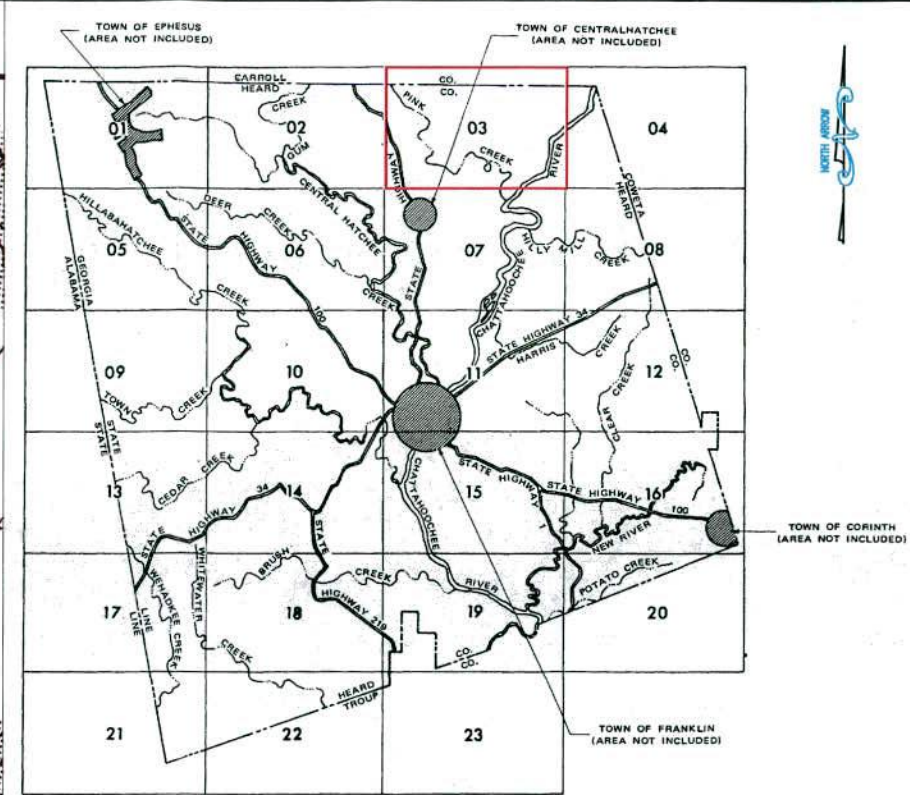 TOWN OF EPHESUS
(AREA NOT INCLUDED)
TOWN OF CENTRALHATCHEE
(AREA NOT INCLUDED)
NORTH ARROW
CARROLL
HEARD
CO.
CO.
01
02
03
04
CREEK
GUM
PINK
CREEK
RIVER
HIGHWAY
CENTRAL HATCHEE
COWETA
HEARD
HILLABAHATCHEE
DEER
CREEK
05
06
07
08
HILLY MILL
CREEK
STATE
HIGHWAY
100
GEORGIA
ALABAMA
CREEK
CREEK
STATE
CHATTAHOOCHEE
STATE HIGHWAY 34
HARRIS
CREEK
CO.
CO.
09
10
11
12
TOWN
CREEK
CLEAR
CREEK
STATE
STATE
CEDAR CREEK
13
14
15
16
STATE
HIGHWAY
34
STATE
CHATTAHOOCHEE
STATE
HIGHWAY
1
STATE HIGHWAY
100
NEW RIVER
TOWN OF CORINTH
(AREA NOT INCLUDED)
WEHADKEE CREEK
WHITEWATER
CREEK
BRUSH
CREEK
RIVER
POTATO CREEK
17
18
19
20
LINE
LINE
HIGHWAY 219
CO.
CO.
HEARD
TROUP
21
22
23
TOWN OF FRANKLIN
(AREA NOT INCLUDED)